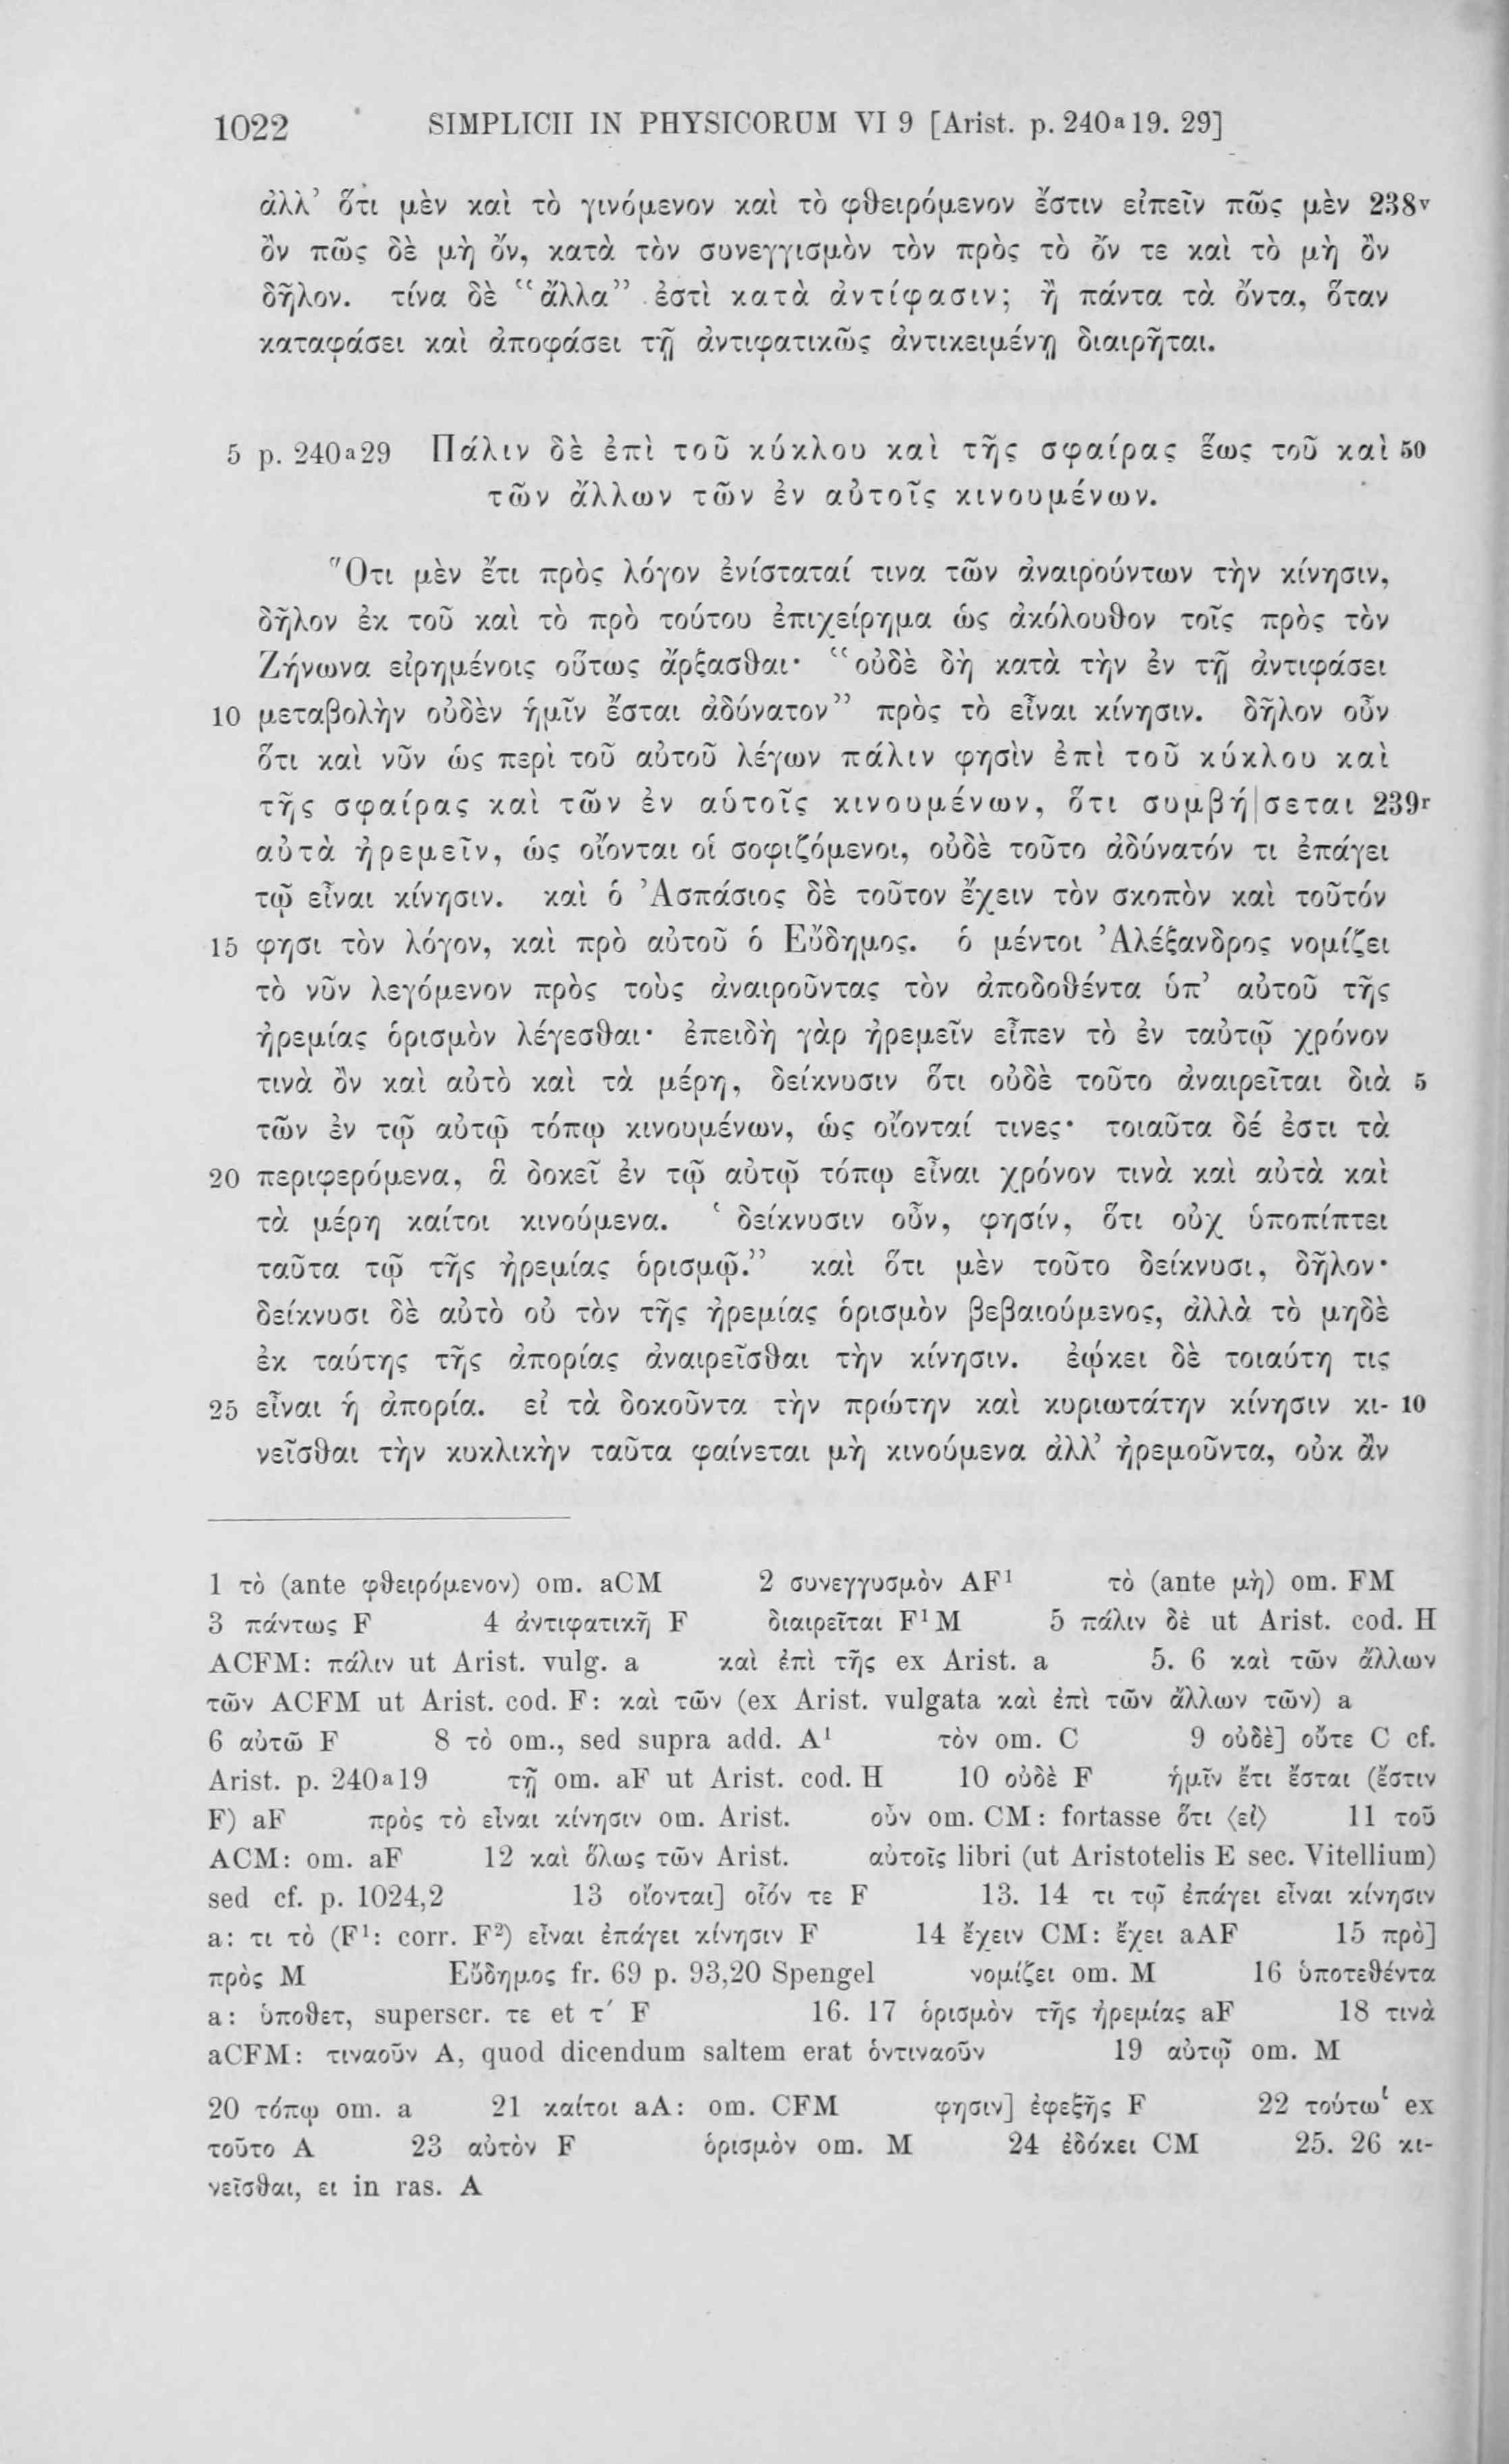 1022 SIMPLICII IN PHYSICORUM VI 9 [Arist. p. 240a19. 29]
ἀλλ’ ὅτι μὲν καὶ τὸ γινόμενον καὶ τὸ φθειρόμενον ἔστιν εἰπεῖν πῶς μὲν 238v
ὂν πῶς δὲ μὴ ὄν, κατὰ τὸν συνεγγισμὸν τὸν πρὸς τὸ ὄν τε καὶ τὸ μὴ ὂν
δῆλον. τίνα δὲ “ἄλλα” ἐστὶ κατὰ ἀντίφασιν; ἢ πάντα τὰ ὄντα, ὅταν
καταφάσει καὶ ἀποφάσει τῇ ἀντιφατικῶς ἀντικειμένῃ διαιρῆται.
5 p. 240a29 Πάλιν δὲ ἐπὶ τοῦ κύκλου καὶ τῆς σφαίρας ἕως τοῦ καὶ 50
τῶν ἄλλων τῶν ἐν αὐτοῖς κινουμένων.
Ὅτι μὲν ἔτι πρὸς λόγον ἐνίσταταί τινα τῶν ἀναιρούντων τὴν κίνησιν,
δῆλον ἐκ τοῦ καὶ τὸ πρὸ τούτου ἐπιχείρημα ὡς ἀκόλουθον τοῖς πρὸς τὸν
Ζήνωνα εἰρημένοις οὕτως ἄρξασθαι· “οὐδὲ δὴ κατὰ τὴν ἐν τῇ ἀντιφάσει
10 μεταβολὴν οὐδὲν ἡμῖν ἔσται ἀδύνατον” πρὸς τὸ εἶναι κίνησιν. δῆλον οὖν
ὅτι καὶ νῦν ὡς περὶ τοῦ αὐτοῦ λέγων πάλιν φησὶν ἐπὶ τοῦ κύκλου καὶ
τῆς σφαίρας καὶ τῶν ἐν αὑτοῖς κινουμένων, ὅτι συμβή|σεται 239r
αὐτὰ ἠρεμεῖν, ὡς οἴονται οἱ σοφιζόμενοι, οὐδὲ τοῦτο ἀδύνατόν τι ἐπάγει
τῷ εἶναι κίνησιν. καὶ ὁ Ἀσπάσιος δὲ τοῦτον ἔχειν τὸν σκοπὸν καὶ τοῦτόν
15 φησι τὸν λόγον, καὶ πρὸ αὐτοῦ ὁ Εὔδημος. ὁ μέντοι Ἀλέξανδρος νομίζει
τὸ νῦν λεγόμενον πρὸς τοὺς ἀναιροῦντας τὸν ἀποδοθέντα ὑπ’ αὐτοῦ τῆς
ἠρεμίας ὁρισμὸν λέγεσθαι· ἐπειδὴ γὰρ ἠρεμεῖν εἶπεν τὸ ἐν ταὐτῷ χρόνον
τινὰ ὂν καὶ αὐτὸ καὶ τὰ μέρη, δείκνυσιν ὅτι οὐδὲ τοῦτο ἀναιρεῖται διὰ 5
τῶν ἐν τῷ αὐτῷ τόπῳ κινουμένων, ὡς οἴονταί τινες· τοιαῦτα δέ ἐστι τὰ
20 περιφερόμενα, ἃ δοκεῖ ἐν τῷ αὐτῷ τόπῳ εἶναι χρόνον τινὰ καὶ αὐτὰ καὶ
τὰ μέρη καίτοι κινούμενα. ‘ δείκνυσιν οὖν, φησίν, ὅτι οὐχ ὑποπίπτει
ταῦτα τῷ τῆς ἠρεμίας ὁρισμῷ.” καὶ ὅτι μὲν τοῦτο δείκνυσι, δῆλον·
δείκνυσι δὲ αὐτὸ οὐ τὸν τῆς ἠρεμίας ὁρισμὸν βεβαιούμενος, ἀλλὰ τὸ μηδὲ
ἐκ ταύτης τῆς ἀπορίας ἀναιρεῖσθαι τὴν κίνησιν. ἐῴκει δὲ τοιαύτη τις
25 εἶναι ἡ ἀπορία. εἰ τὰ δοκοῦντα τὴν πρώτην καὶ κυριωτάτην κίνησιν κι- 10
νεῖσθαι τὴν κυκλικὴν ταῦτα φαίνεται μὴ κινούμενα ἀλλ’ ἠρεμοῦντα, οὐκ ἂν
1 τὸ (ante φθειρόμενον) om. aCM 2 συνεγγυσμὸν AF¹ τὸ (ante μὴ) om. FM
3 πάντως F 4 ἀντιφατικῇ F διαιρεῖται F¹ M 5 πάλιν δὲ ut Arist. cod. H
ACFM: πάλιν ut Arist. vulg. a καὶ ἐπὶ τῆς ex Arist. a 5. 6 καὶ τῶν ἄλλων
τῶν ACFM ut Arist. cod. F: καὶ τῶν (ex Arist. vulgata καὶ ἐπὶ τῶν ἄλλων τῶν) a
6 αὐτῶ F 8 τὸ om., sed supra add. A¹ τὸν om. C 9 οὐδὲ] οὔτε C cf.
Arist. p. 240a19 τῇ om. aF ut Arist. cod. H 10 οὐδὲ F ἡμῖν ἔτι ἔσται (ἔστιν
F) aF πρὸς τὸ εἶναι κίνησιν om. Arist. οὖν om. CM: fortasse ὅτι ⟨εἰ⟩ 11 τοῦ
ACM: om. aF 12 καὶ ὅλως τῶν Arist. αὐτοῖς libri (ut Aristotelis E sec. Vitellium)
sed cf. p. 1024,2 13 οἴονται] οἷόν τε F 13. 14 τι τῷ ἐπάγει εἶναι κίνησιν
a: τι τὸ (F¹: corr. F²) εἶναι ἐπάγει κίνησιν F 14 ἔχειν CM: ἔχει aAF 15 πρὸ]
πρὸς M Εὔδημος fr. 69 p. 93,20 Spengel νομίζει om. M 16 ὑποτεθέντα
a: ὑποθετ, superscr. τε et τ´ F 16. 17 ὁρισμὸν τῆς ἠρεμίας aF 18 τινὰ
aCFM: τιναοῦν A, quod dicendum saltem erat ὁντιναοῦν 19 αὐτῷ om. M
20 τόπῳ om. a 21 καίτοι aA: om. CFM φησιν] ἐφεξῆς F 22 τούτωι ex
τοῦτο A 23 αὐτὸν F ὁρισμὸν om. M 24 ἐδόκει CM 25. 26 κι-
νεῖσθαι, ει in ras. A